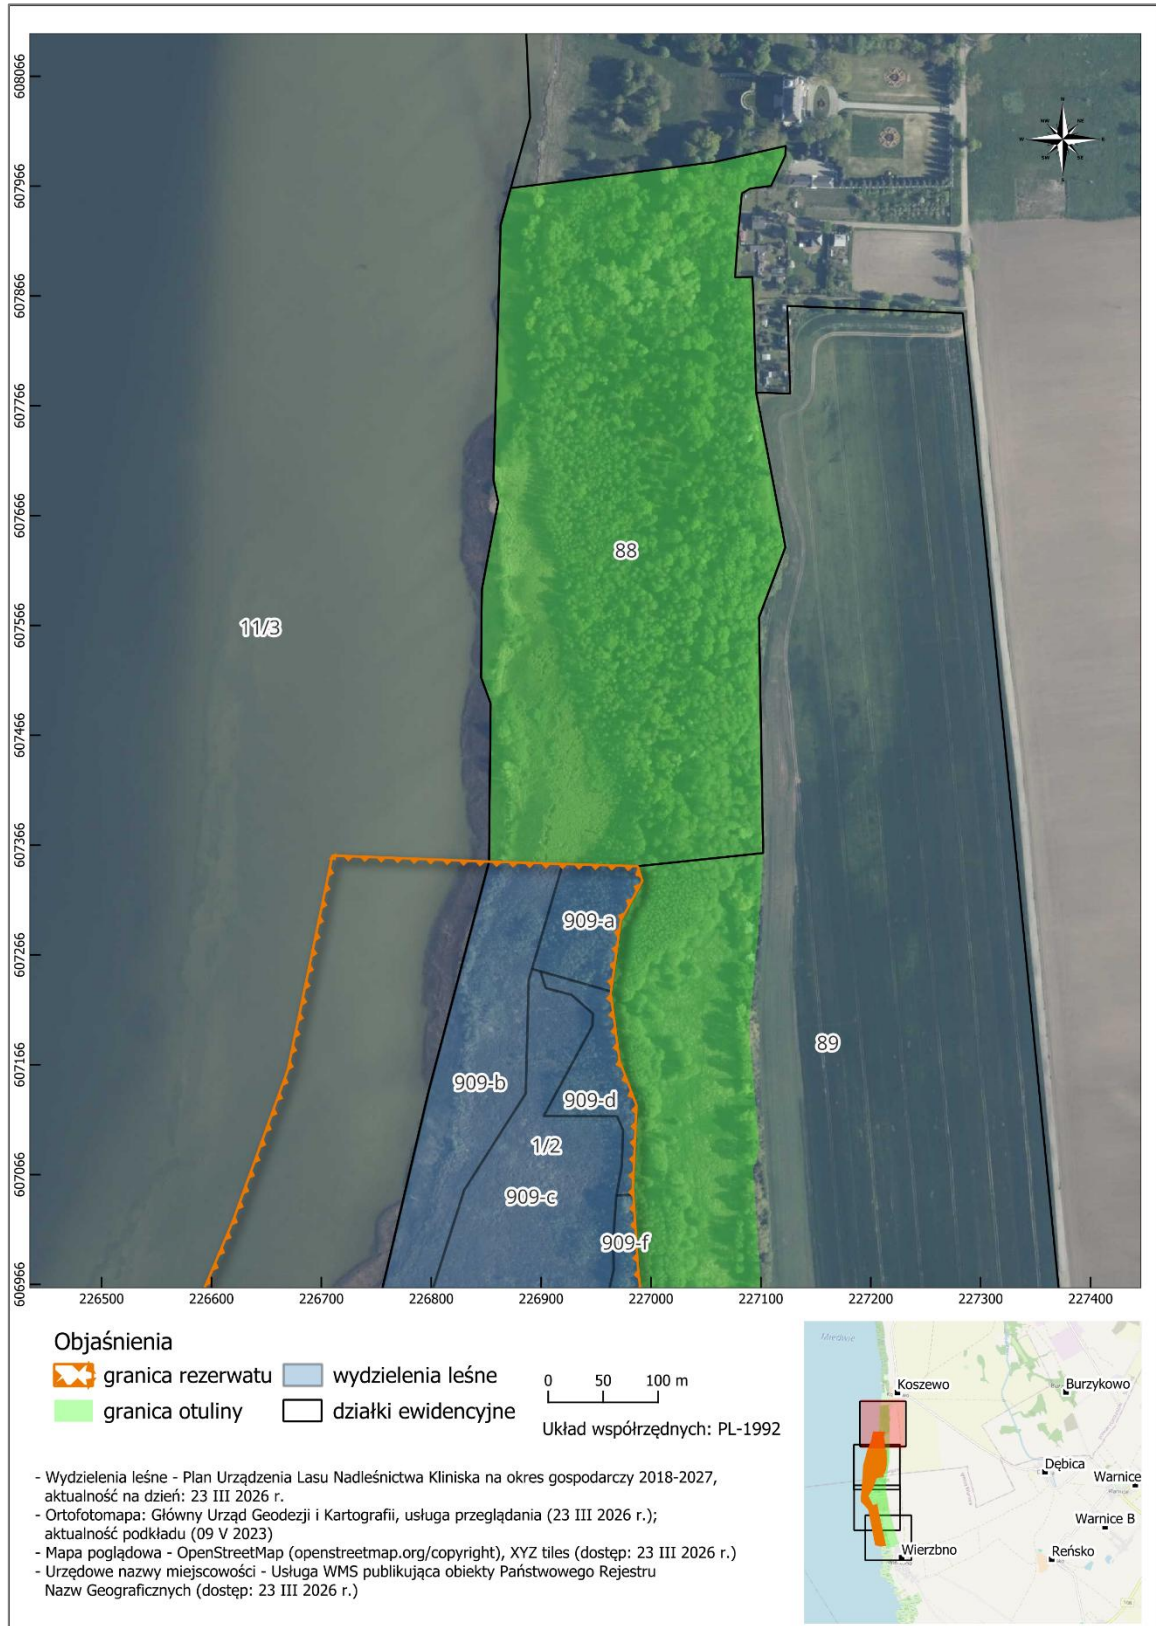 608066
607966
607866
607766
607666
607566
607466
607366
607266
607166
607066
606966
88
11/3
909-a
89
909-b
909-d
1/2
909-c
909-f
226500
226600
226700
226800
226900
227000
227100
227200
227300
227400
Objaśnienia
granica rezerwatu
wydzielenia leśne
granica otuliny
działki ewidencyjne
0 50 100 m
Układ współrzędnych: PL-1992
- Wydzielenia leśne - Plan Urządzenia Lasu Nadleśnictwa Kliniska na okres gospodarczy 2018-2027,
aktualność na dzień: 23 III 2026 r.
- Ortofotomapa: Główny Urząd Geodezji i Kartografii, usługa przeglądania (23 III 2026 r.);
aktualność podkładu (09 V 2023)
- Mapa poglądowa - OpenStreetMap (openstreetmap.org/copyright), XYZ tiles (dostęp: 23 III 2026 r.)
- Urzędowe nazwy miejscowości - Usługa WMS publikująca obiekty Państwowego Rejestru
Nazw Geograficznych (dostęp: 23 III 2026 r.)
Miedwie
Koszewo
Burzykowo
Dębica
Warnice
Warnice B
Reńsko
Wierzbno